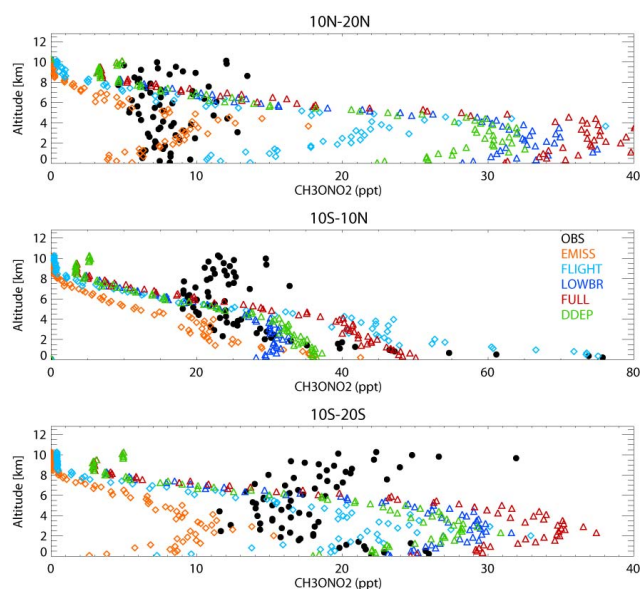 10N-20N
12
10
8
6
4
2
0
Altitude [km]
0 10 20 30 40
CH3ONO2 (ppt)
10S-10N
12
10
8
6
4
2
0
Altitude [km]
OBS
EMISS
FLIGHT
LOWBR
FULL
DDEP
0 20 40 60 80
CH3ONO2 (ppt)
10S-20S
12
10
8
6
4
2
0
Altitude [km]
0 10 20 30 40
CH3ONO2 (ppt)